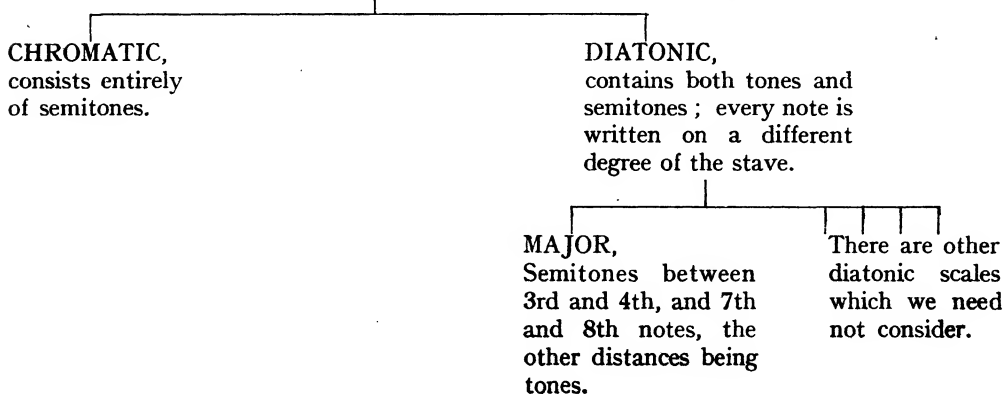 CHROMATIC,
consists entirely
of semitones.
DIATONIC,
contains both tones and
semitones ; every note is
written on a different
degree of the stave.
MAJOR,
Semitones between
3rd and 4th, and 7th
and 8th notes, the
other distances being
tones.
There are other
diatonic scales
which we need
not consider.